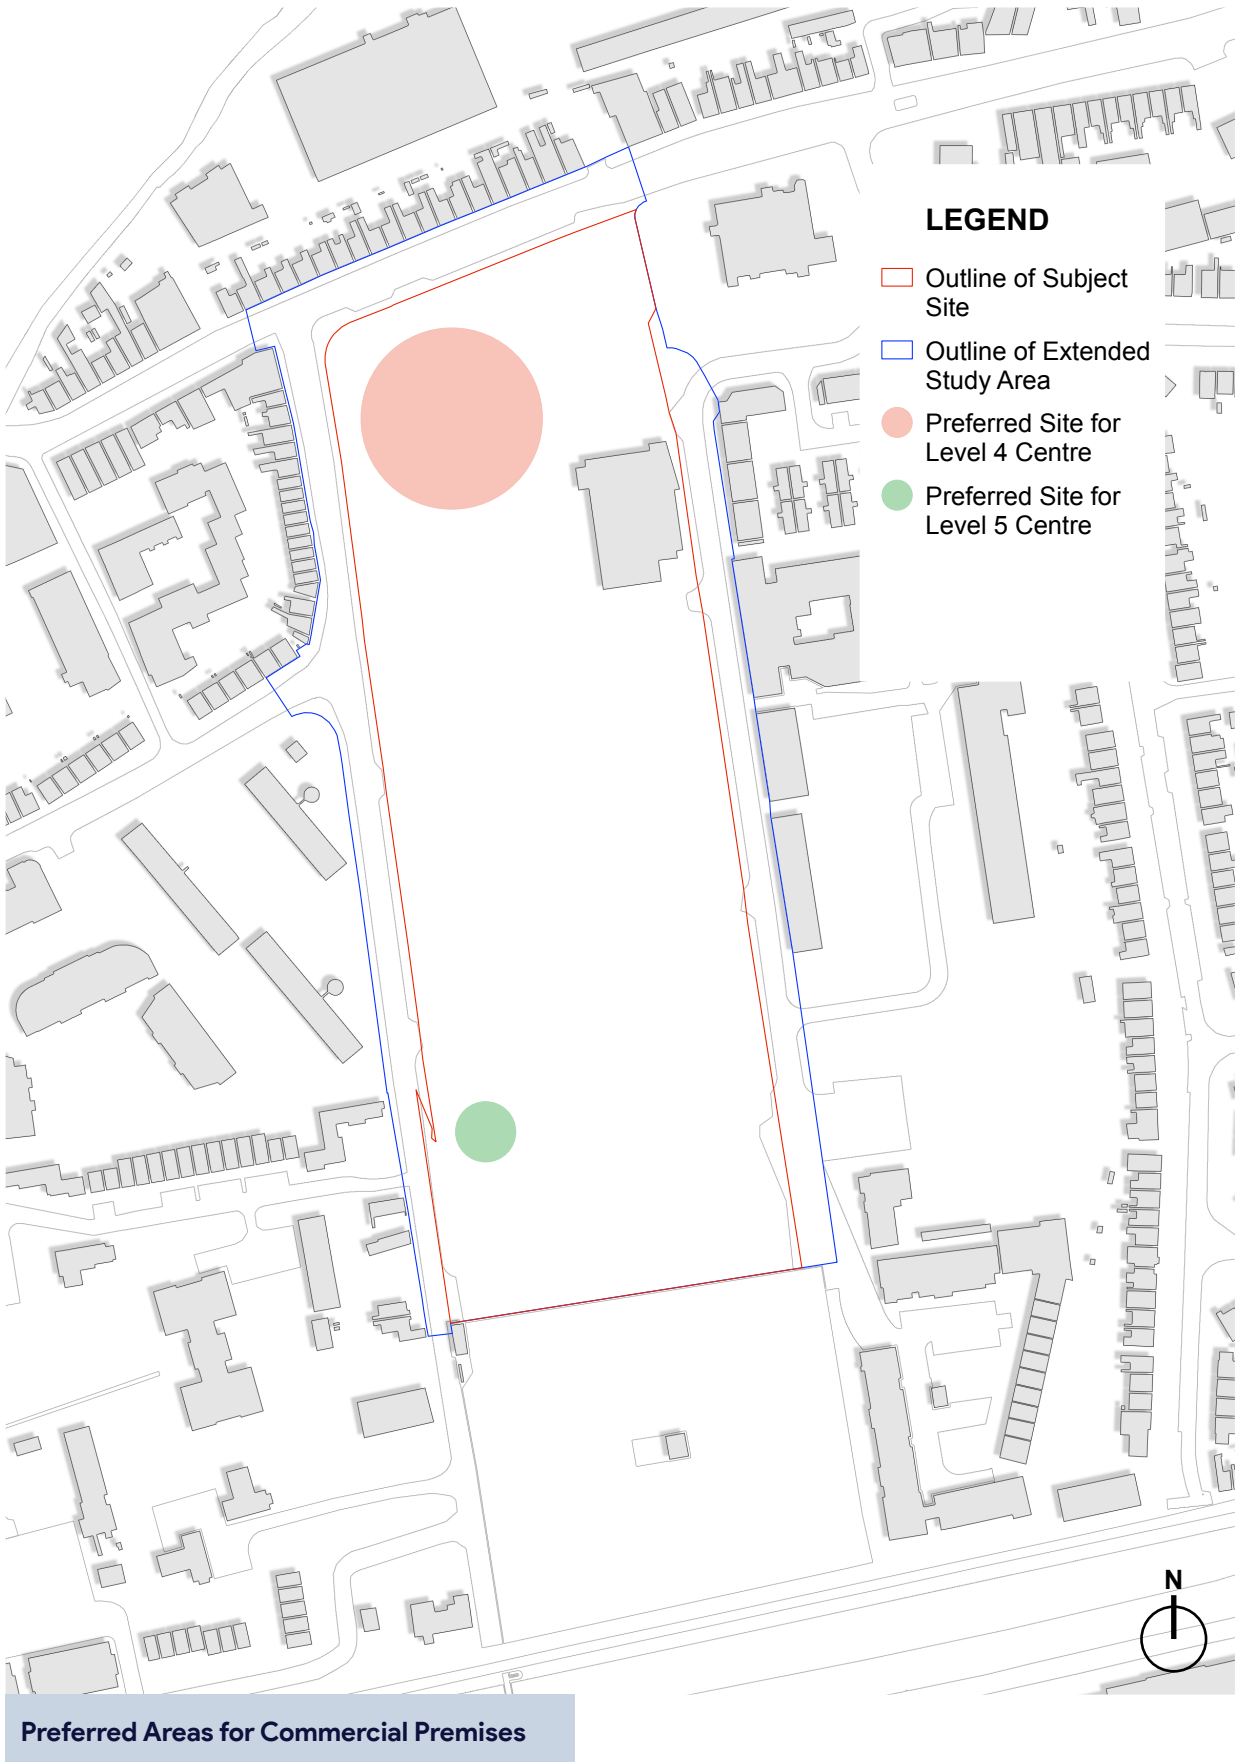 LEGEND
Outline of Subject
Site
Outline of Extended
Study Area
Preferred Site for
Level 4 Centre
Preferred Site for
Level 5 Centre
N
Preferred Areas for Commercial Premises